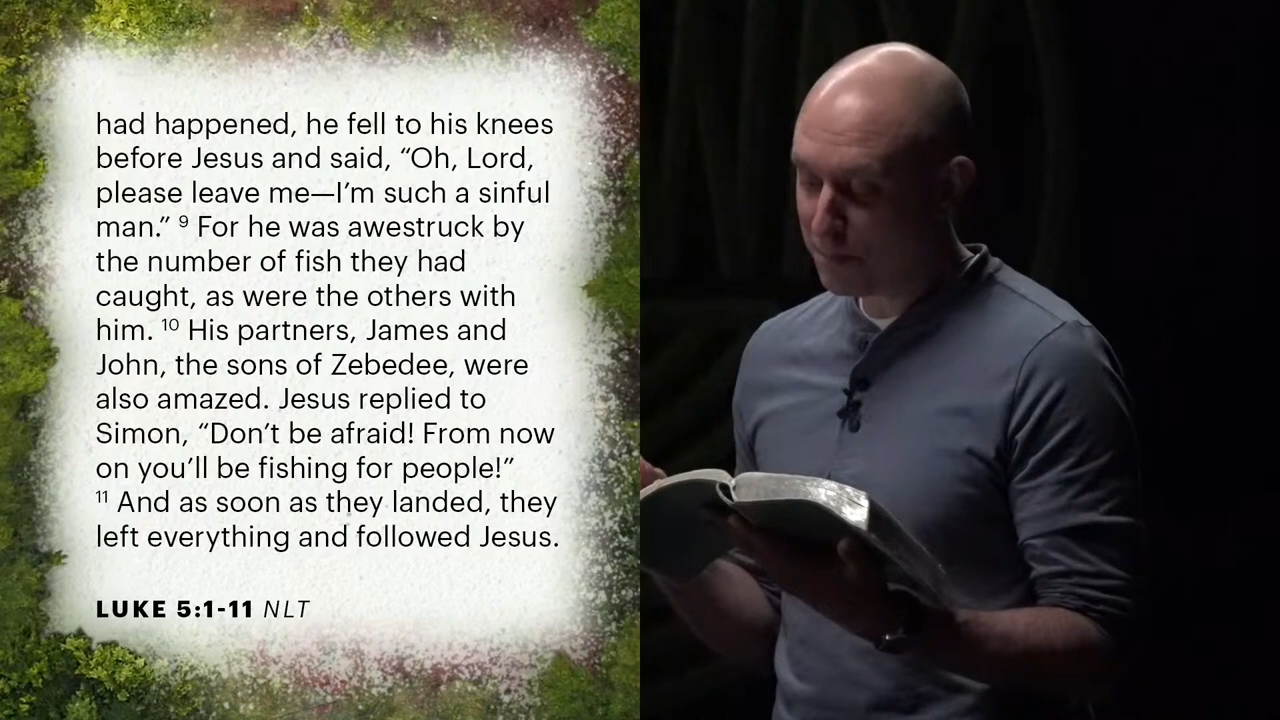 had happened, he fell to his knees
before Jesus and said, “Oh, Lord,
please leave me—I’m such a sinful
man.” ⁹ For he was awestruck by
the number of fish they had
caught, as were the others with
him. ¹⁰ His partners, James and
John, the sons of Zebedee, were
also amazed. Jesus replied to
Simon, “Don’t be afraid! From now
on you’ll be fishing for people!”
¹¹ And as soon as they landed, they
left everything and followed Jesus.
LUKE 5:1-11 NLT